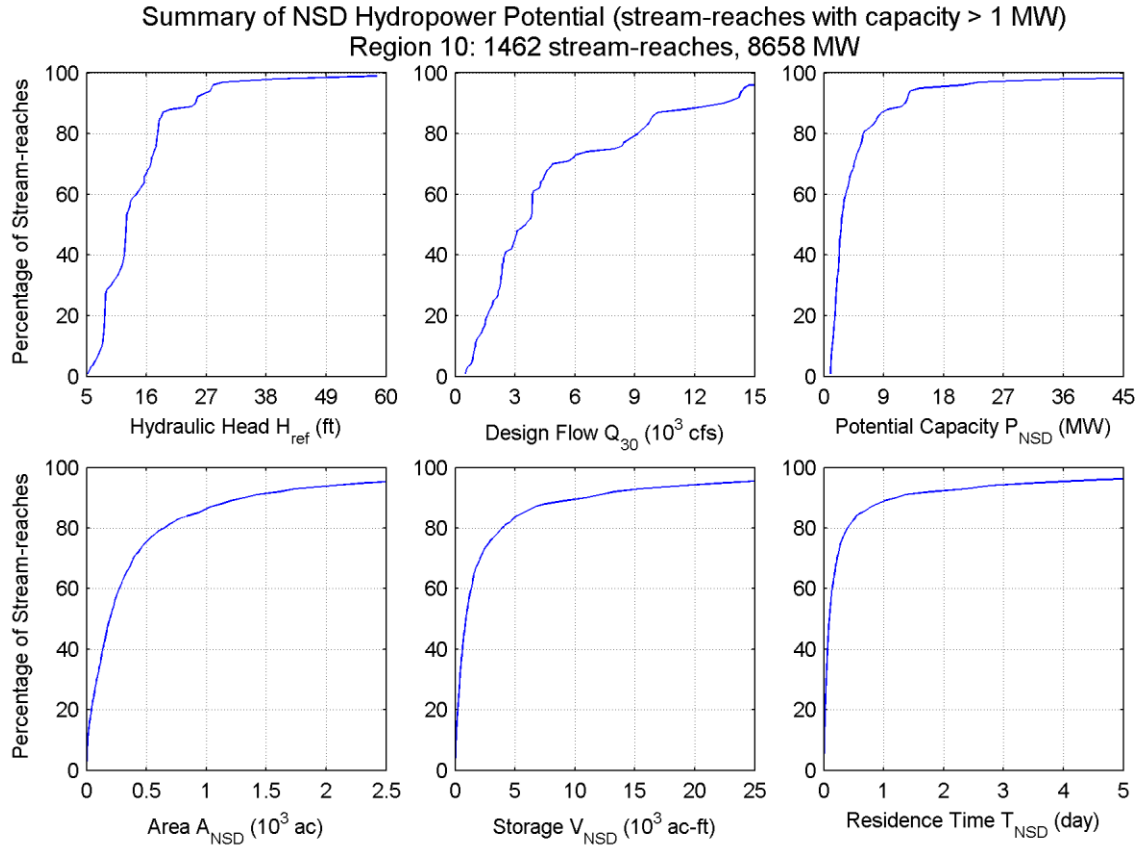 Summary of NSD Hydropower Potential (stream-reaches with capacity > 1 MW)
Region 10: 1462 stream-reaches, 8658 MW
Percentage of Stream-reaches
100
80
60
40
20
0
5 16 27 38 49 60
Hydraulic Head H_ref (ft)
100
80
60
40
20
0
0 3 6 9 12 15
Design Flow Q_30 (10^3 cfs)
100
80
60
40
20
0
0 9 18 27 36 45
Potential Capacity P_NSD (MW)
Percentage of Stream-reaches
100
80
60
40
20
0
0 0.5 1 1.5 2 2.5
Area A_NSD (10^3 ac)
100
80
60
40
20
0
0 5 10 15 20 25
Storage V_NSD (10^3 ac-ft)
100
80
60
40
20
0
0 1 2 3 4 5
Residence Time T_NSD (day)